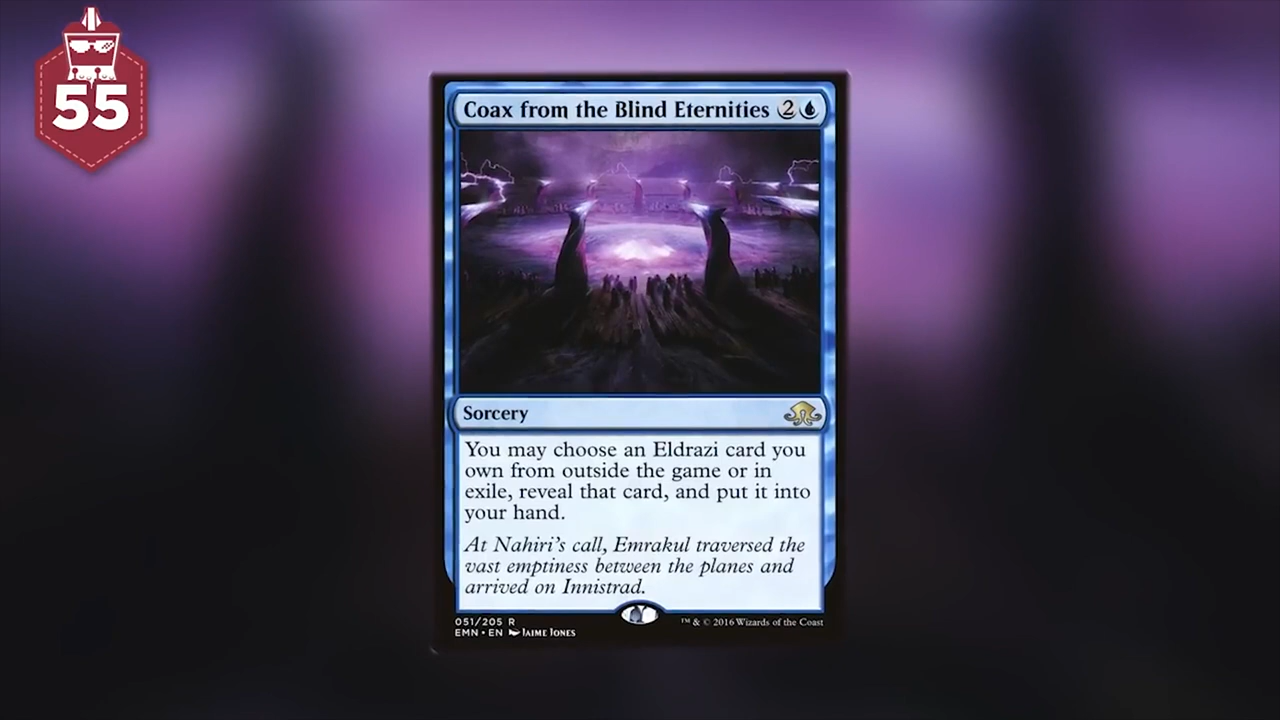 55
Coax from the Blind Eternities 2
Sorcery
You may choose an Eldrazi card you
own from outside the game or in
exile, reveal that card, and put it into
your hand.
At Nahiri's call, Emrakul traversed the
vast emptiness between the planes and
arrived on Innistrad.
051/205 R
EMN • EN JAIME JONES
™ & © 2016 Wizards of the Coast